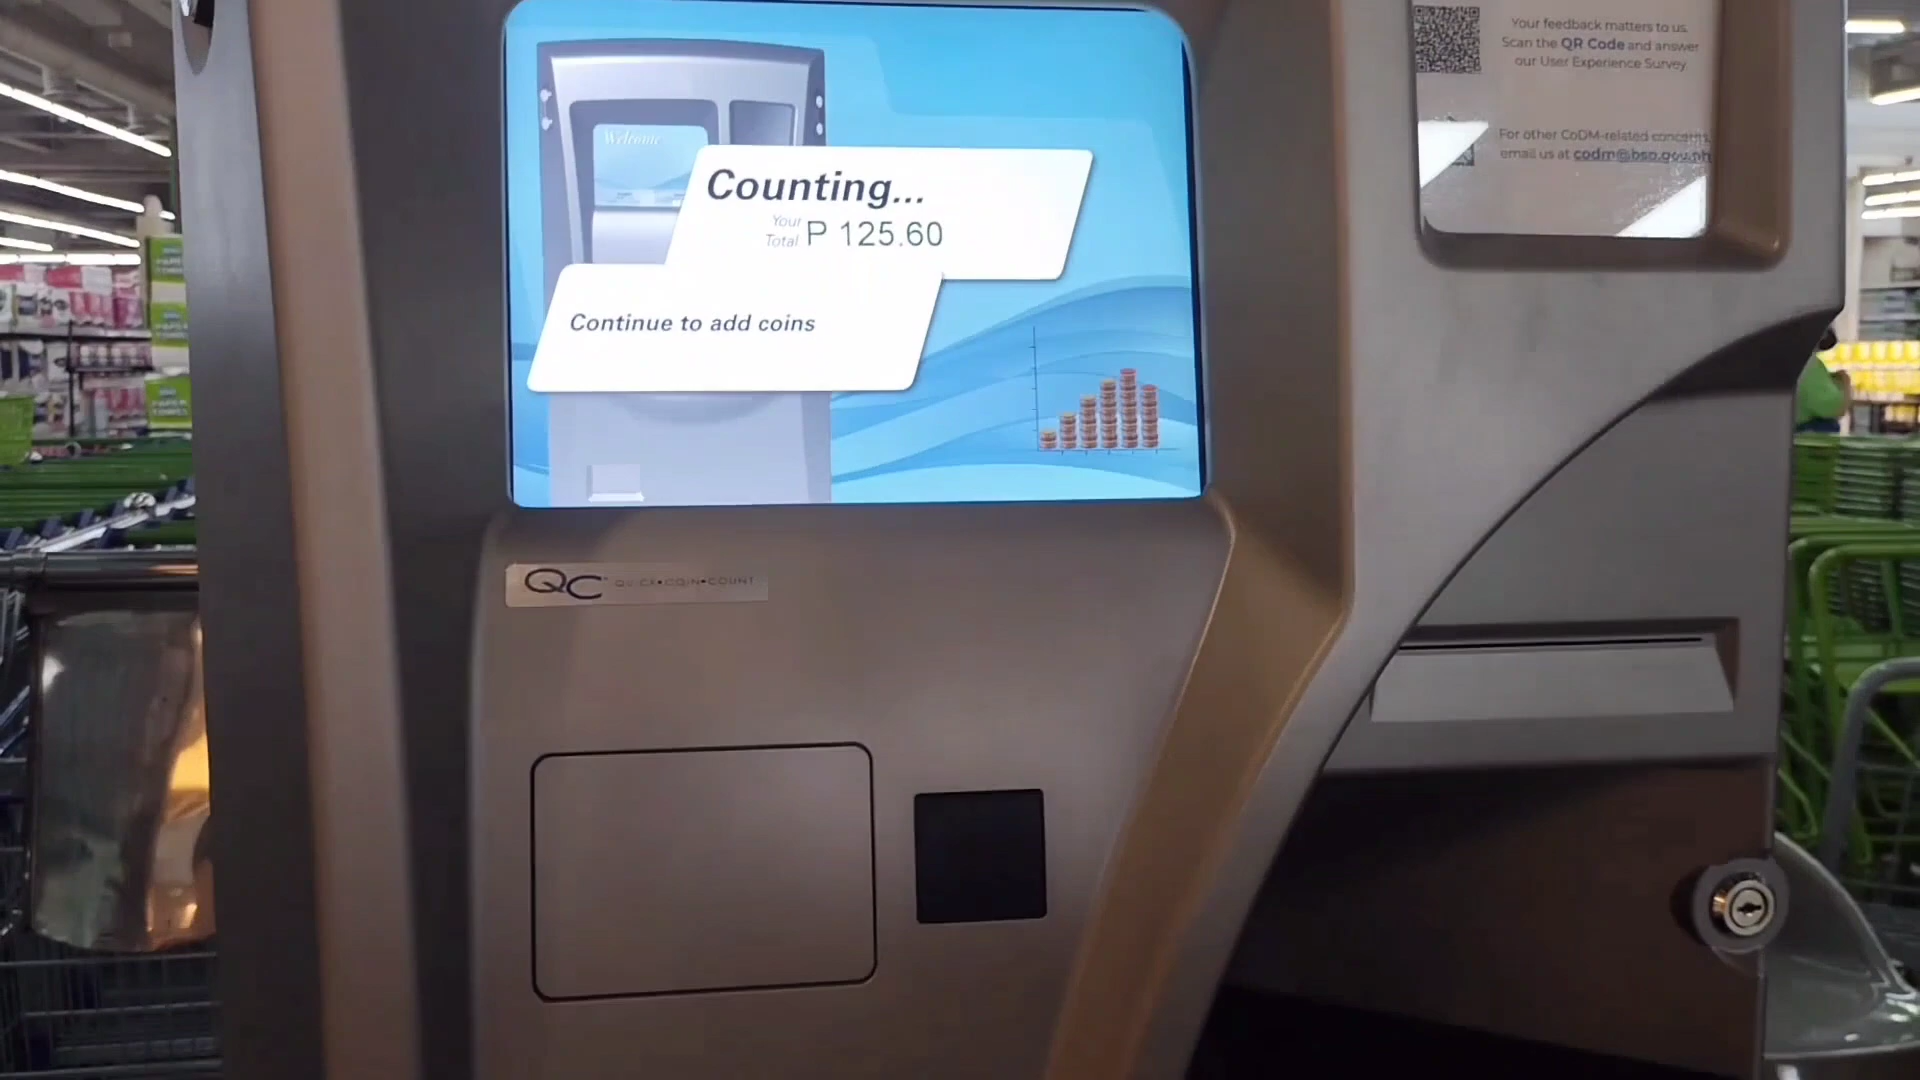 Welcome
Counting...
Your
Total P 125.60
Continue to add coins
QC QUICK•COIN•COUNT
Your feedback matters to us.
Scan the QR Code and answer
our User Experience Survey.
For other CoDM-related concerns,
email us at codm@bsp.gov.ph